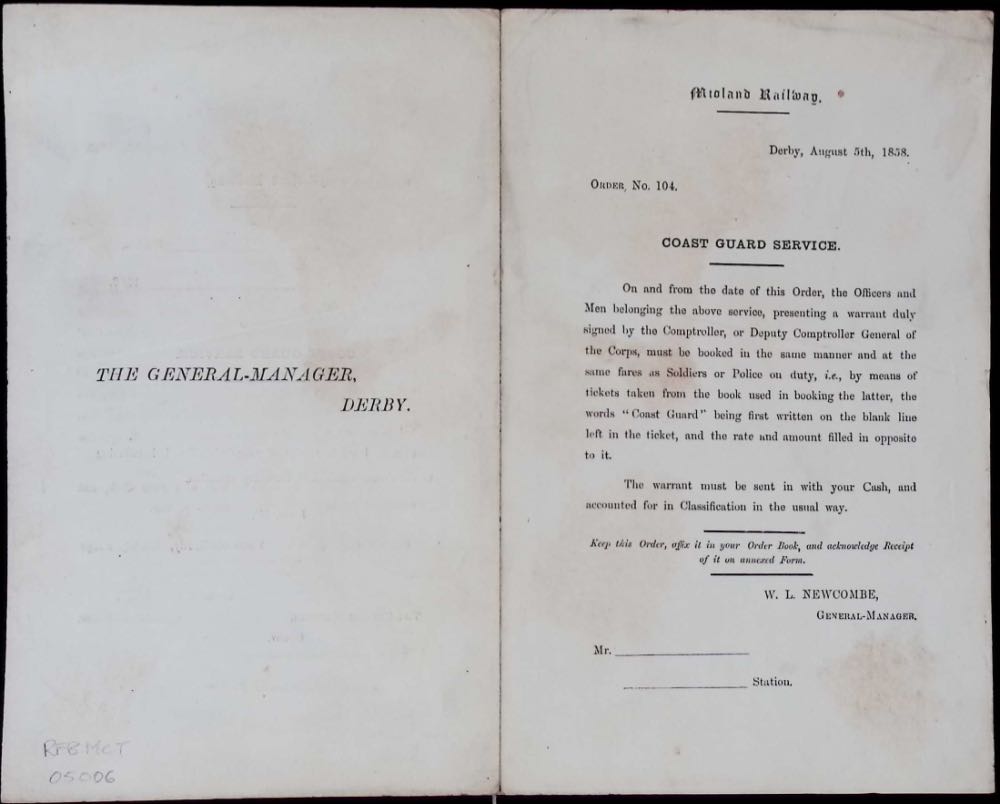 THE GENERAL-MANAGER,
DERBY.
RFBMCT
05006
Midland Railway.
Derby, August 5th, 1858.
ORDER, No. 104.
COAST GUARD SERVICE.
On and from the date of this Order, the Officers and
Men belonging the above service, presenting a warrant duly
signed by the Comptroller, or Deputy Comptroller General of
the Corps, must be booked in the same manner and at the
same fares as Soldiers or Police on duty, i.e., by means of
tickets taken from the book used in booking the latter, the
words "Coast Guard" being first written on the blank line
left in the ticket, and the rate and amount filled in opposite
to it.
The warrant must be sent in with your Cash, and
accounted for in Classification in the usual way.
Keep this Order, affix it in your Order Book, and acknowledge Receipt
of it on annexed Form.
W. L. NEWCOMBE,
GENERAL-MANAGER.
Mr.
Station.